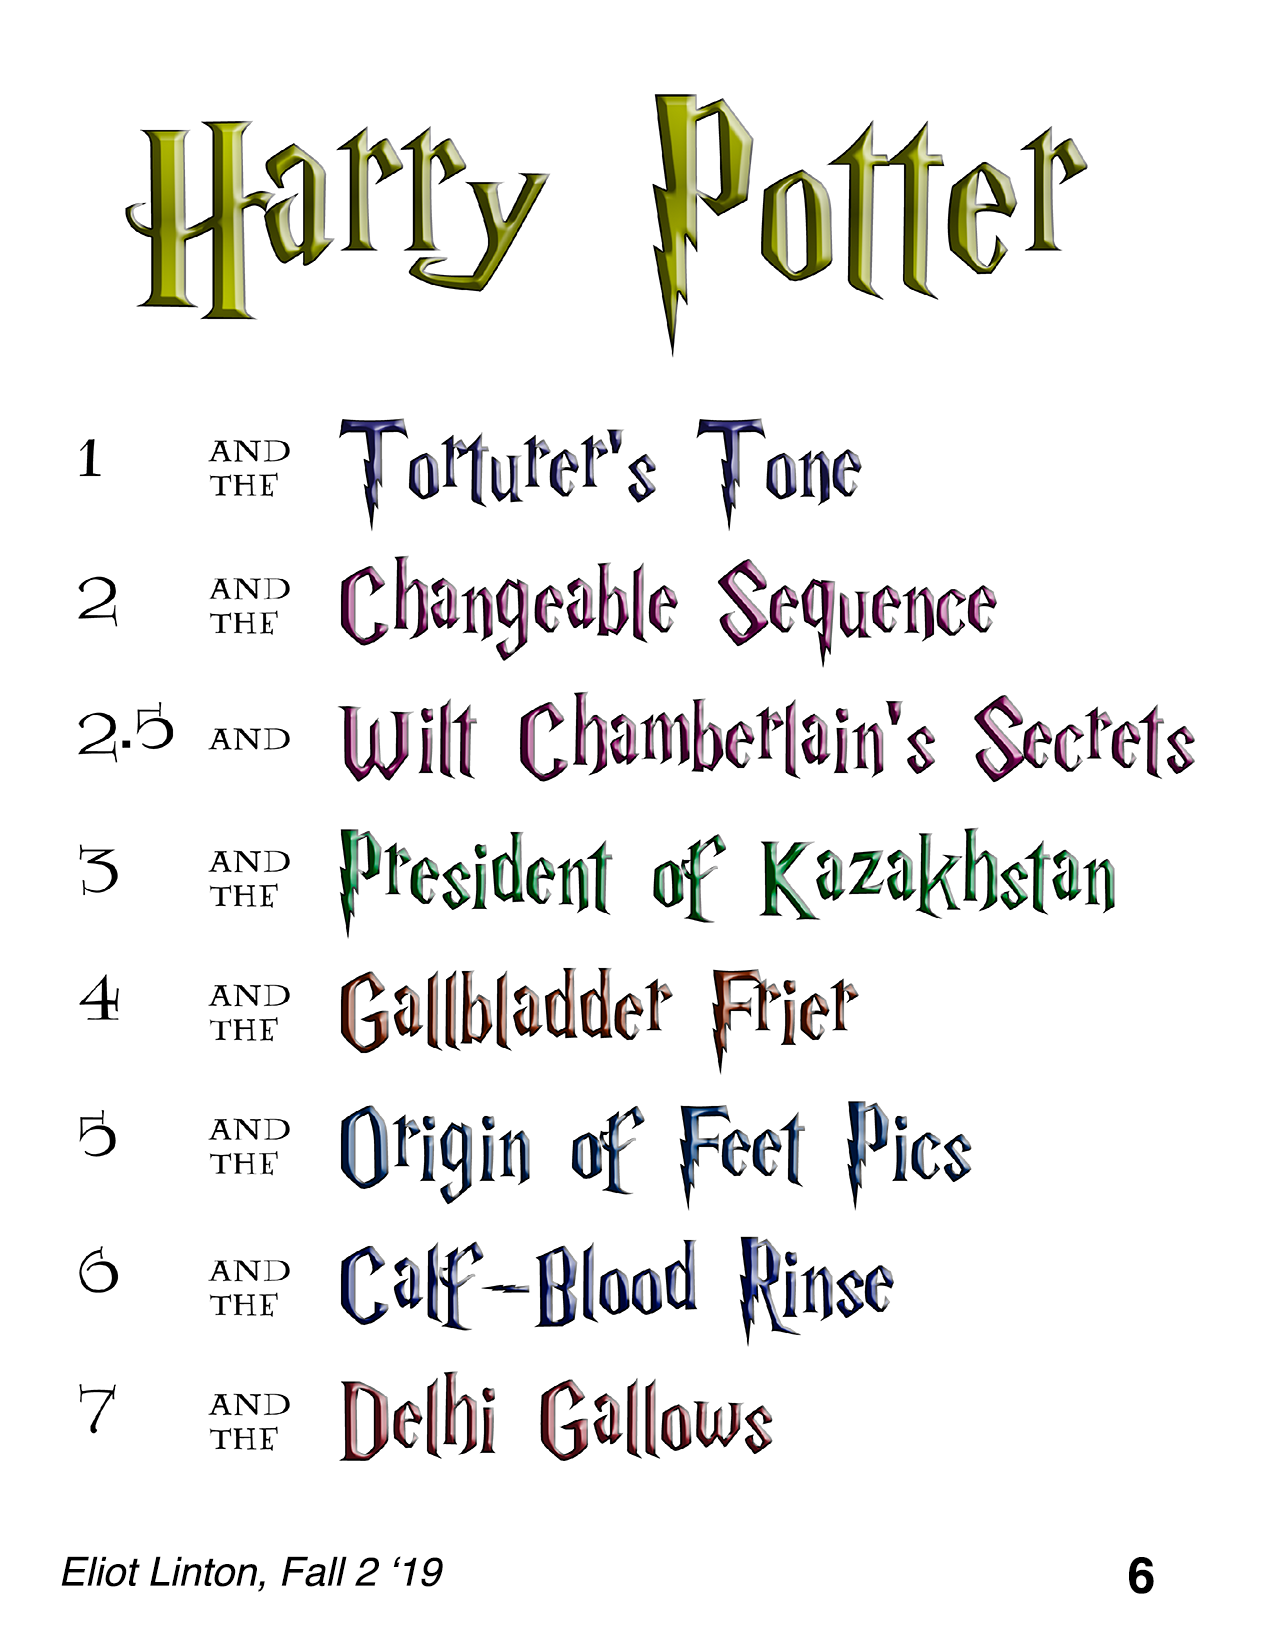 Harry Potter
1 AND THE Torturer's Tone
2 AND THE Changeable Sequence
2.5 AND Wilt Chamberlain's Secrets
3 AND THE President of Kazakhstan
4 AND THE Gallbladder Frier
5 AND THE Origin of Feet Pics
6 AND THE Calf-Blood Rinse
7 AND THE Delhi Gallows
Eliot Linton, Fall 2 ‘19 6